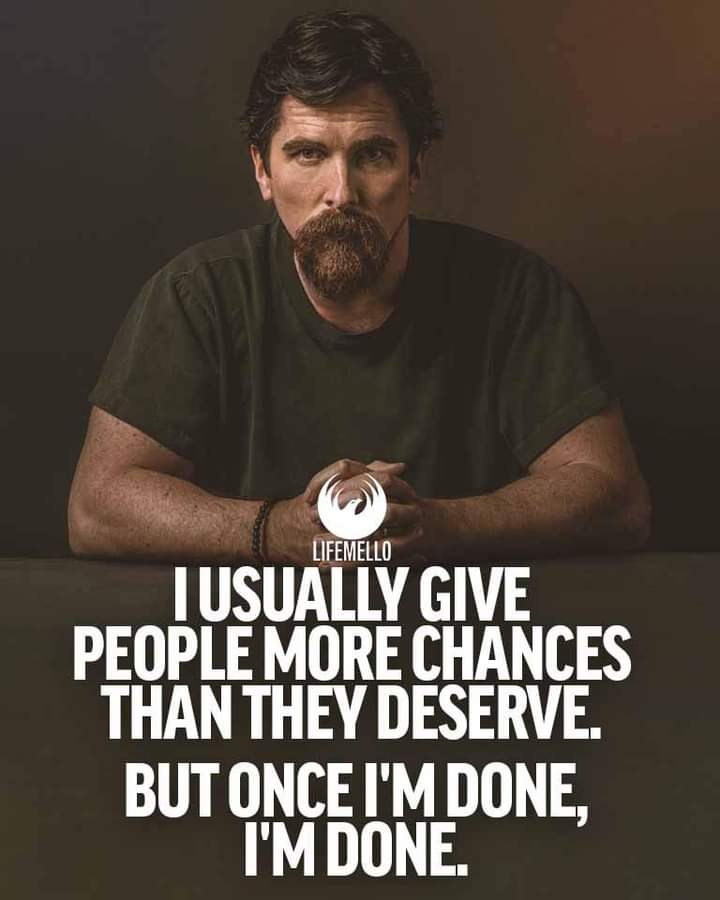 LIFEMELLO
I USUALLY GIVE
PEOPLE MORE CHANCES
THAN THEY DESERVE.
BUT ONCE I'M DONE,
I'M DONE.